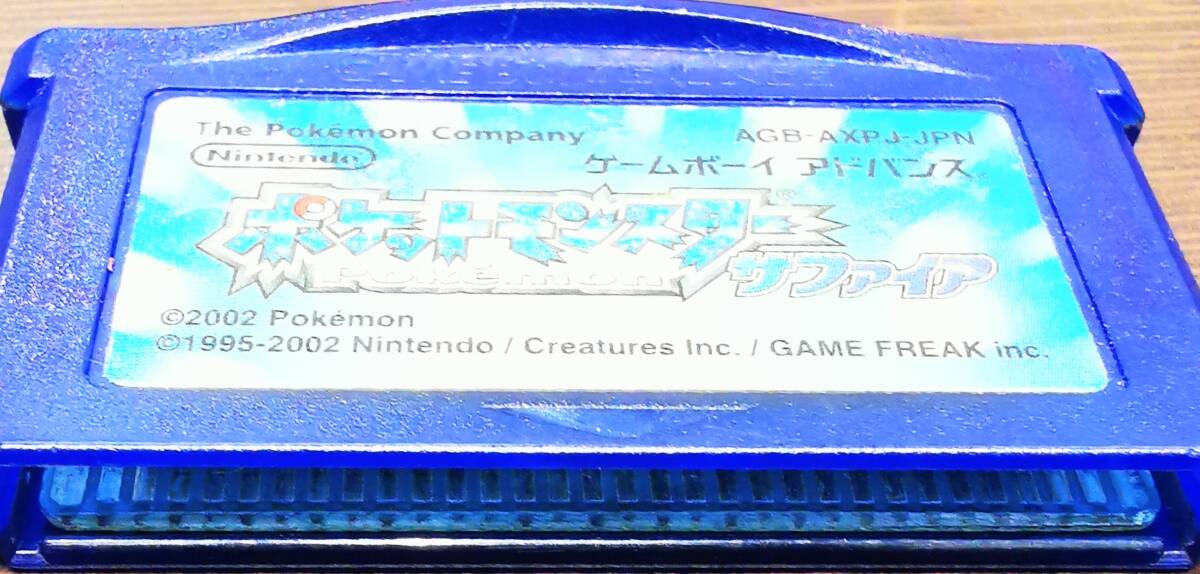 The Pokémon Company
AGB-AXPJ-JPN
Nintendo
ゲームボーイ アドバンス
ポケットモンスター®
Pokémon
サファイア
©2002 Pokémon
©1995-2002 Nintendo / Creatures Inc. / GAME FREAK inc.